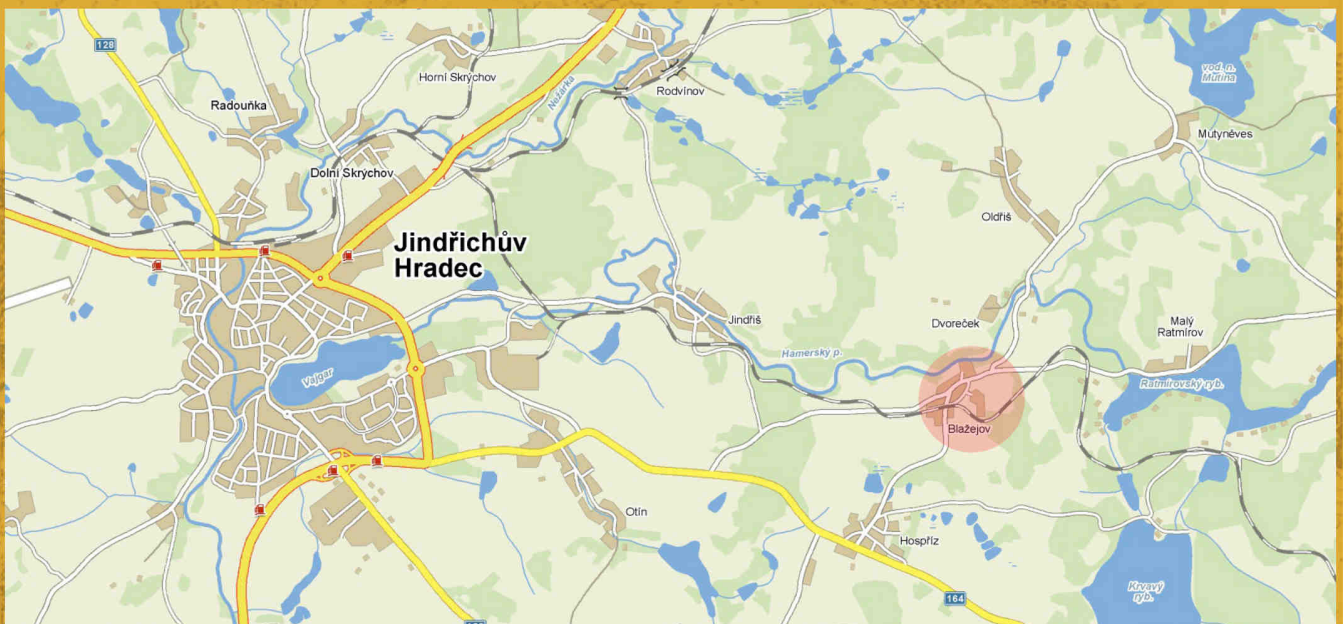 128
Horní Skrýchov
Radouňka
Nežárka
Rodvínov
vod. n.
Mutina
Mutyněves
Dolní Skrýchov
Oldříš
Jindřichův
Hradec
Jindřiš
Dvoreček
Malý
Ratmírov
Hamerský p.
Vajgar
Ratmírovský ryb.
Blažejov
Otín
Hospříz
Krvavý
ryb.
164